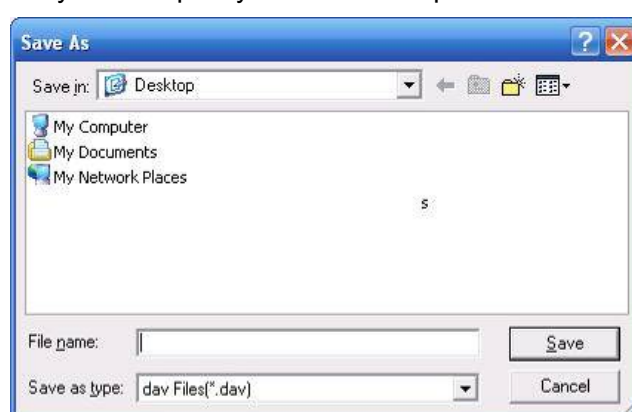 Save As
Save in: Desktop
My Computer
My Documents
My Network Places
s
File name: Save
Save as type: dav Files(*.dav) Cancel